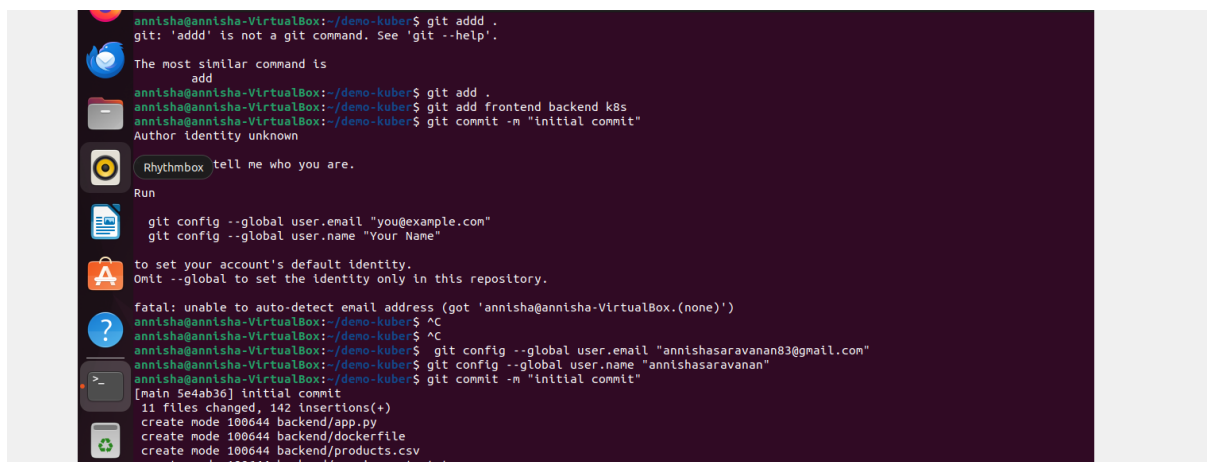 annisha@annisha-VirtualBox:~/demo-kuber$ git addd .
git: 'addd' is not a git command. See 'git --help'.
The most similar command is
add
annisha@annisha-VirtualBox:~/demo-kuber$ git add .
annisha@annisha-VirtualBox:~/demo-kuber$ git add frontend backend k8s
annisha@annisha-VirtualBox:~/demo-kuber$ git commit -m "initial commit"
Author identity unknown
Rhythmbox tell me who you are.
Run
git config --global user.email "you@example.com"
git config --global user.name "Your Name"
to set your account's default identity.
Omit --global to set the identity only in this repository.
fatal: unable to auto-detect email address (got 'annisha@annisha-VirtualBox.(none)')
annisha@annisha-VirtualBox:~/demo-kuber$ ^C
annisha@annisha-VirtualBox:~/demo-kuber$ ^C
annisha@annisha-VirtualBox:~/demo-kuber$  git config --global user.email "annishasaravanan83@gmail.com"
annisha@annisha-VirtualBox:~/demo-kuber$ git config --global user.name "annishasaravanan"
annisha@annisha-VirtualBox:~/demo-kuber$ git commit -m "initial commit"
[main 5e4ab36] initial commit
11 files changed, 142 insertions(+)
create mode 100644 backend/app.py
create mode 100644 backend/dockerfile
create mode 100644 backend/products.csv